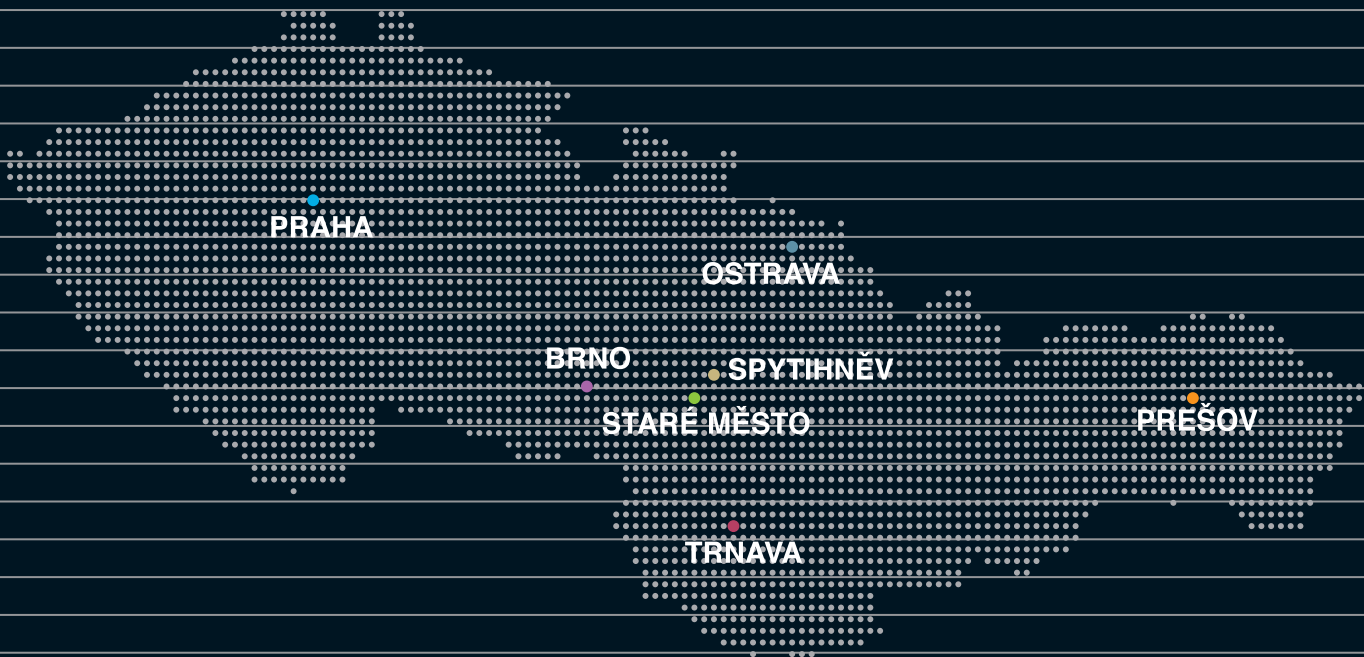 PRAHA
OSTRAVA
BRNO
SPYTIHNĚV
STARÉ MĚSTO
PREŠOV
TRNAVA